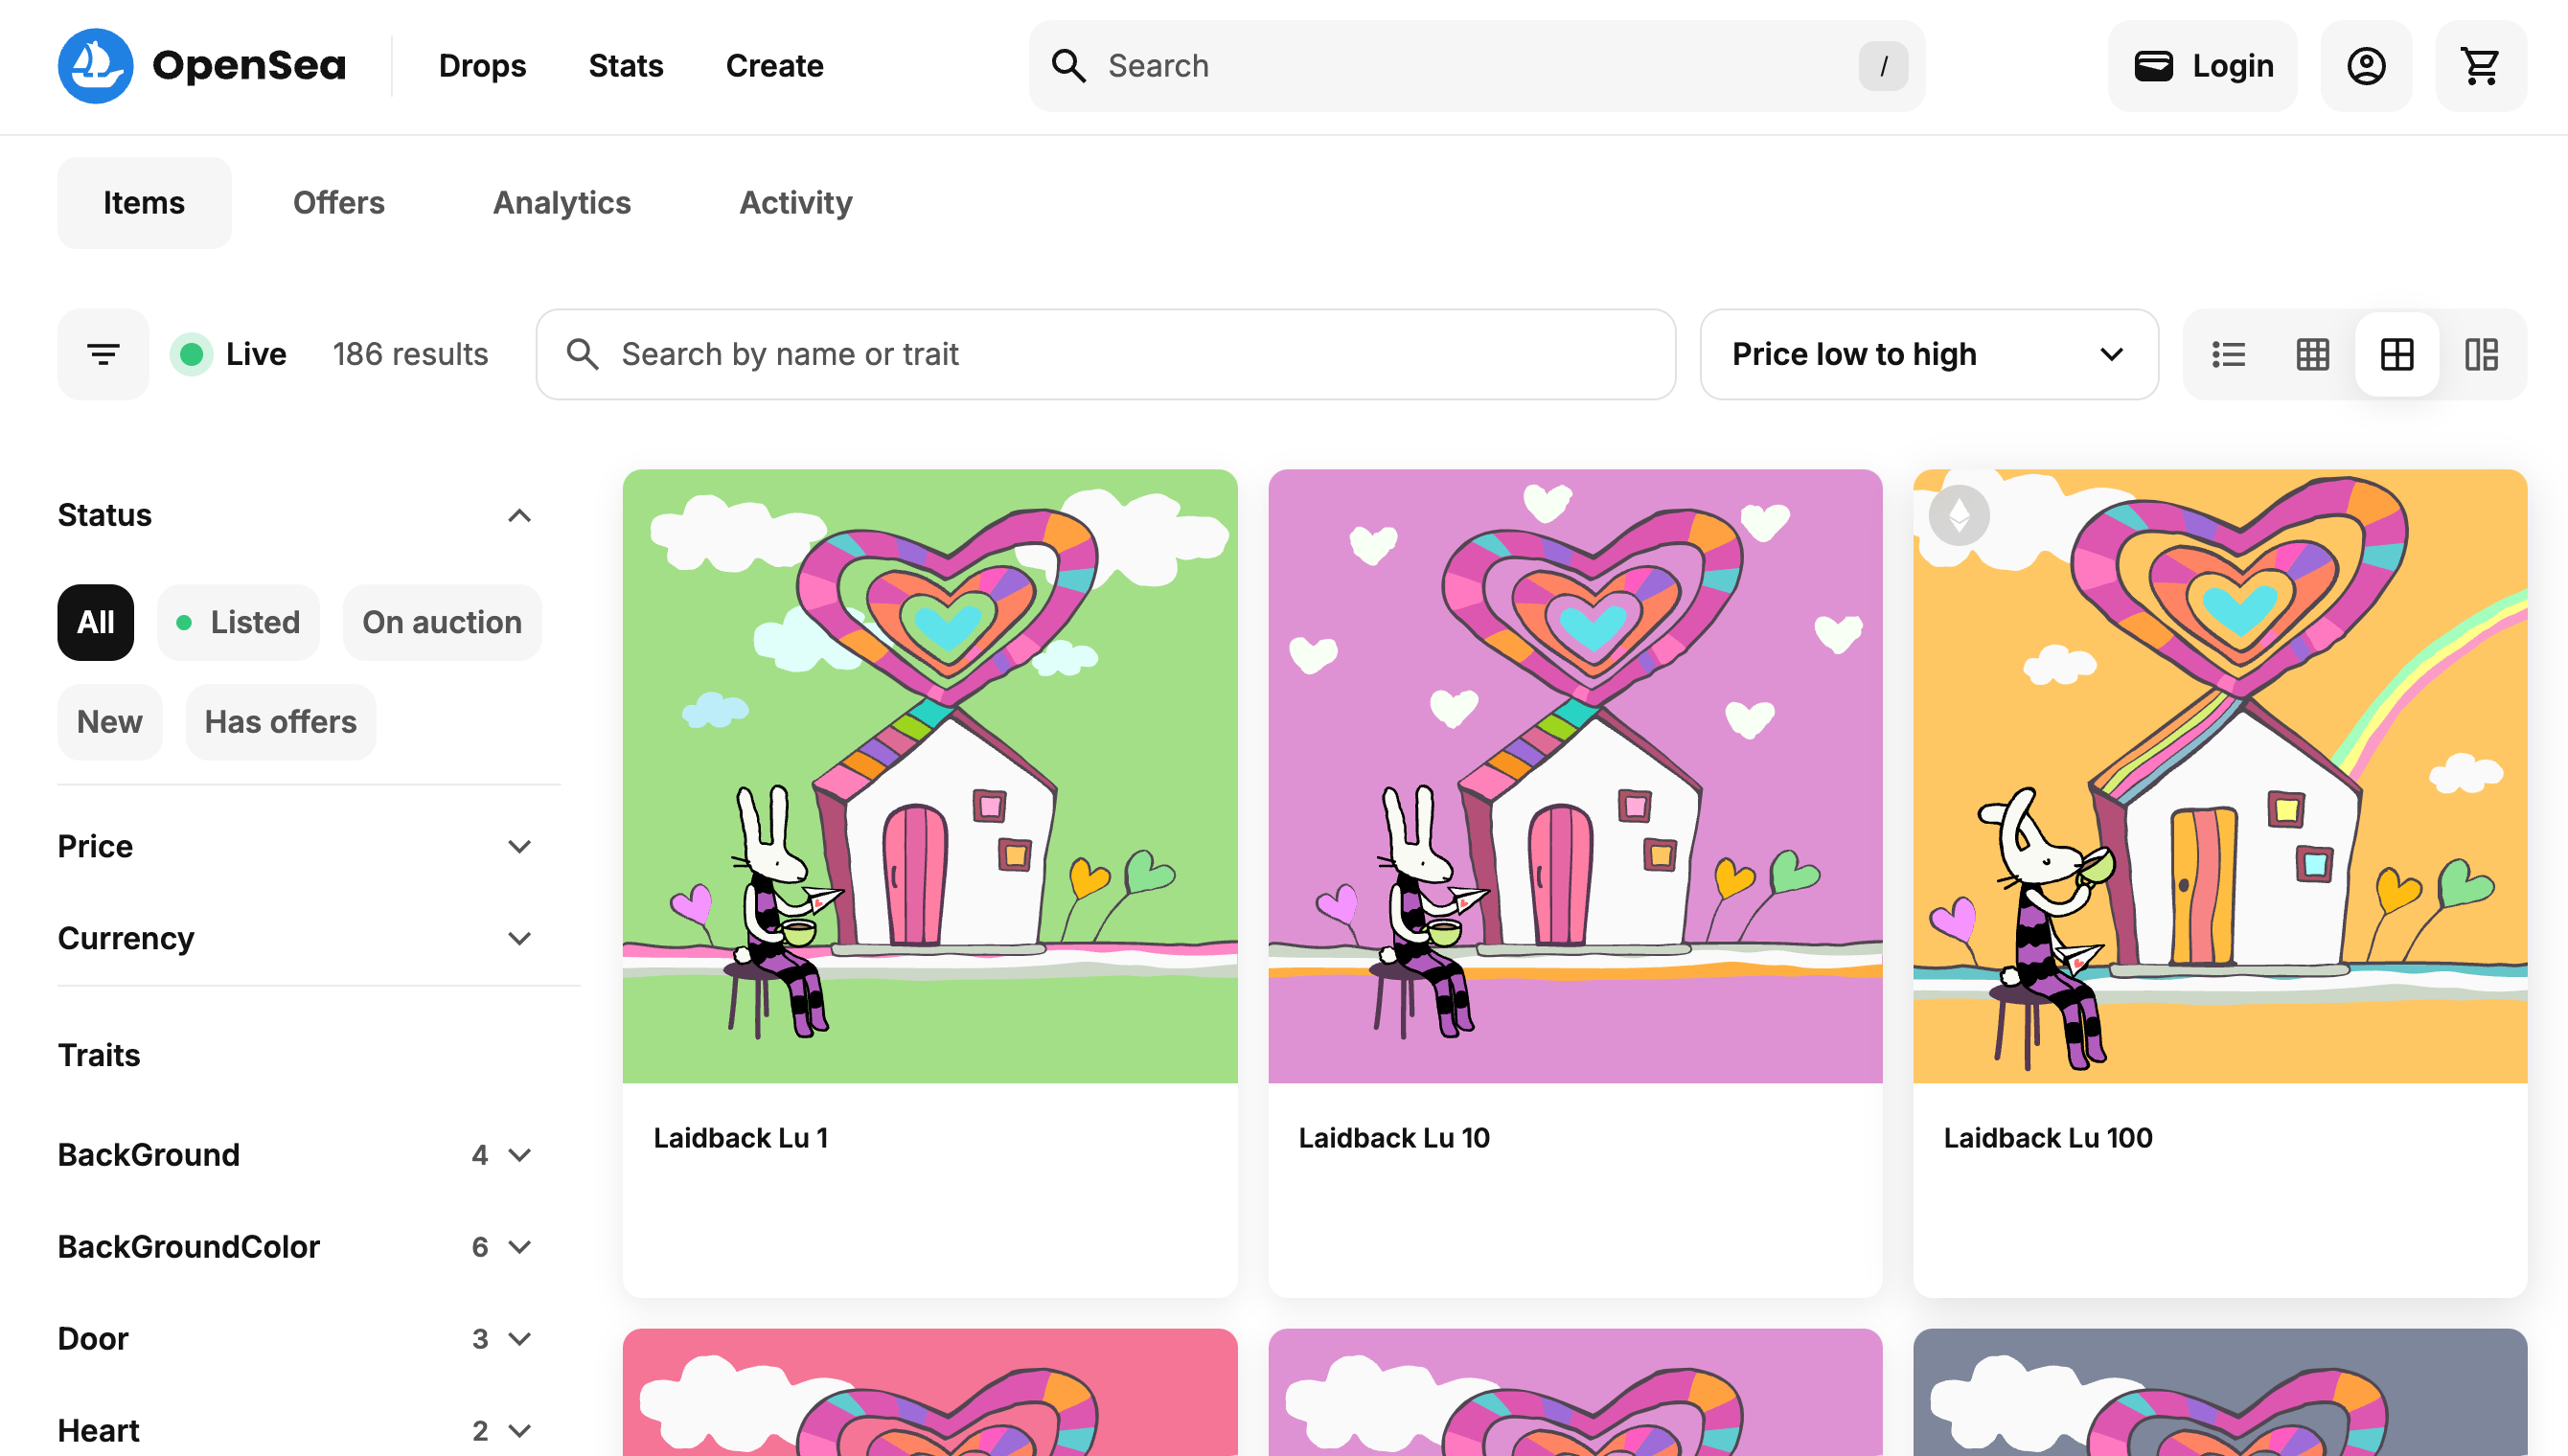 OpenSea
Drops Stats Create
Search /
Login
Items Offers Analytics Activity
Live 186 results
Search by name or trait
Price low to high
Status
All Listed On auction
New Has offers
Price
Currency
Traits
BackGround 4
BackGroundColor 6
Door 3
Heart 2
Laidback Lu 1
Laidback Lu 10
Laidback Lu 100